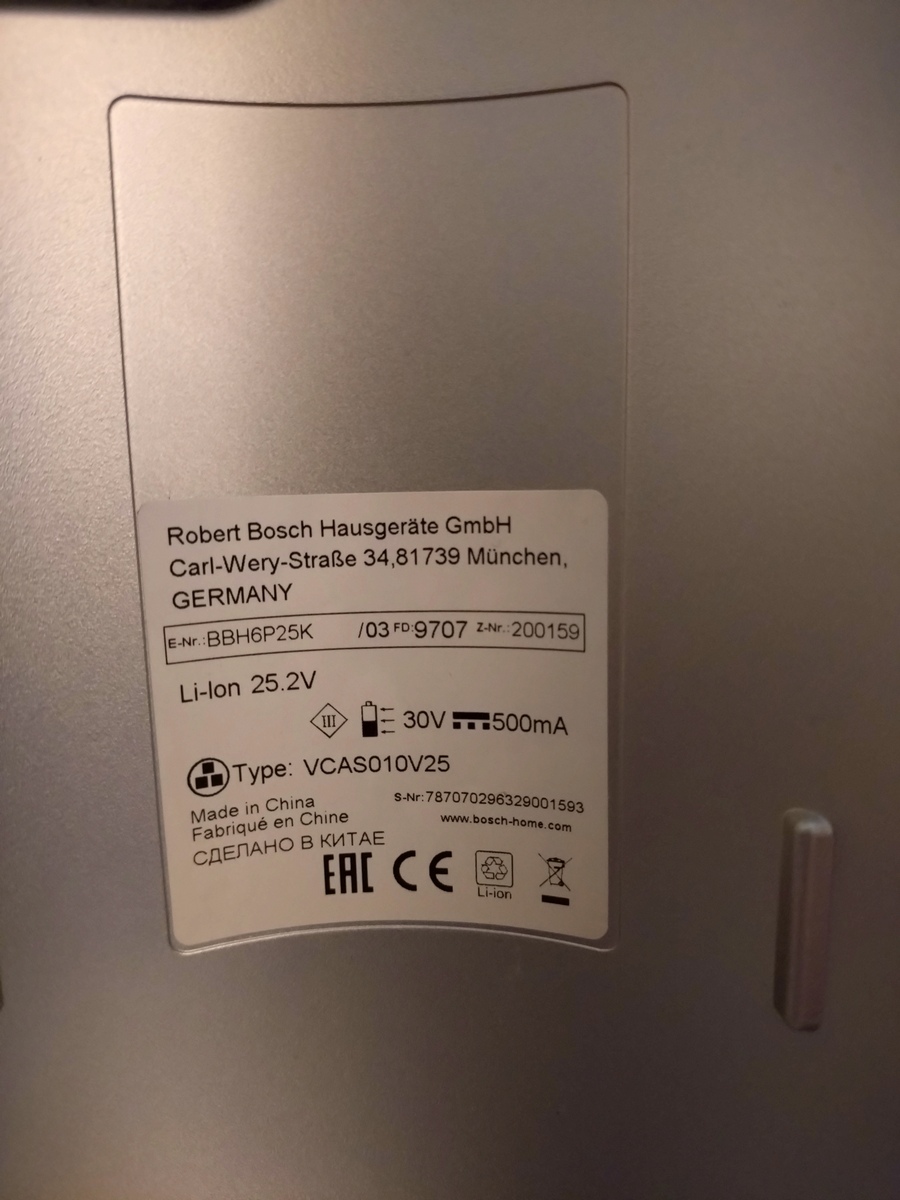 Robert Bosch Hausgeräte GmbH
Carl-Wery-Straße 34,81739 München,
GERMANY
E-Nr.:BBH6P25K /03 FD:9707 Z-Nr.:200159
Li-Ion 25.2V
III 30V 500mA
Type: VCAS010V25
S-Nr:787070296329001593
Made in China
www.bosch-home.com
Fabriqué en Chine
СДЕЛАНО В КИТАЕ
EAC CE
Li-ion